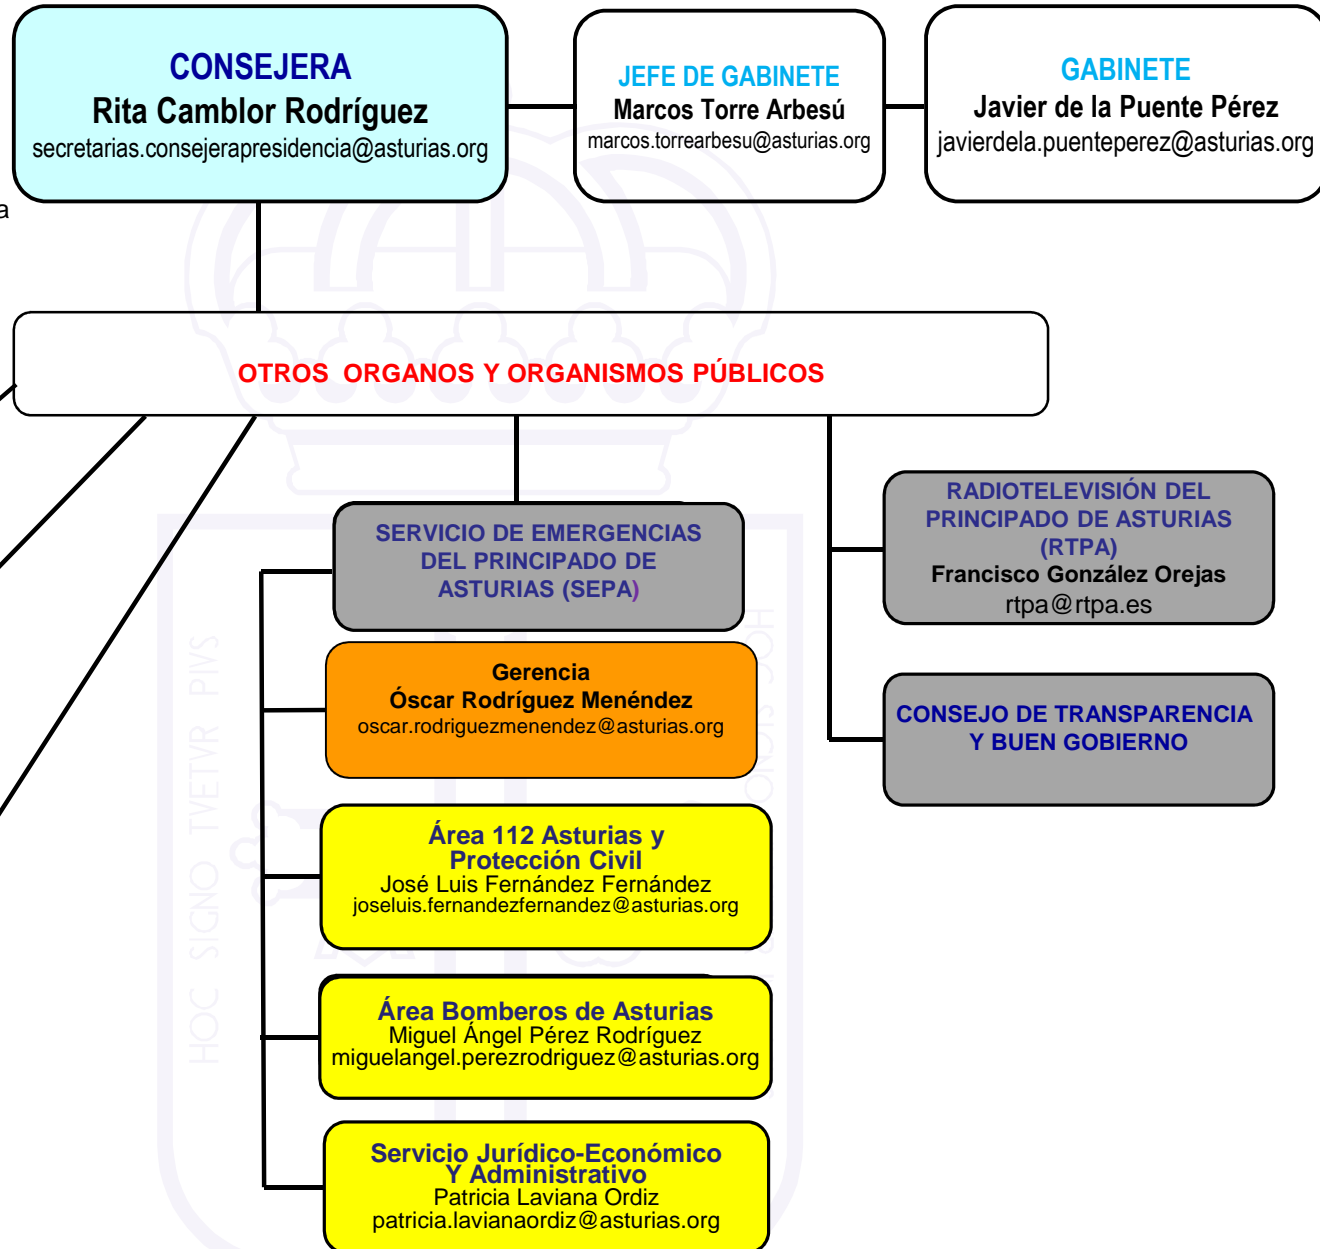 CONSEJERA
Rita Camblor Rodríguez
secretarias.consejerapresidencia@asturias.org
JEFE DE GABINETE
Marcos Torre Arbesú
marcos.torrearbesu@asturias.org
GABINETE
Javier de la Puente Pérez
javierdela.puenteperez@asturias.org
a
OTROS ORGANOS Y ORGANISMOS PÚBLICOS
SERVICIO DE EMERGENCIAS
DEL PRINCIPADO DE
ASTURIAS (SEPA)
Gerencia
Óscar Rodríguez Menéndez
oscar.rodriguezmenendez@asturias.org
Área 112 Asturias y
Protección Civil
José Luis Fernández Fernández
joseluis.fernandezfernandez@asturias.org
Área Bomberos de Asturias
Miguel Ángel Pérez Rodríguez
miguelangel.perezrodriguez@asturias.org
Servicio Jurídico-Económico
Y Administrativo
Patricia Laviana Ordiz
patricia.lavianaordiz@asturias.org
RADIOTELEVISIÓN DEL
PRINCIPADO DE ASTURIAS
(RTPA)
Francisco González Orejas
rtpa@rtpa.es
CONSEJO DE TRANSPARENCIA
Y BUEN GOBIERNO
HOC SIGNO TVETVR PIVS
HOC